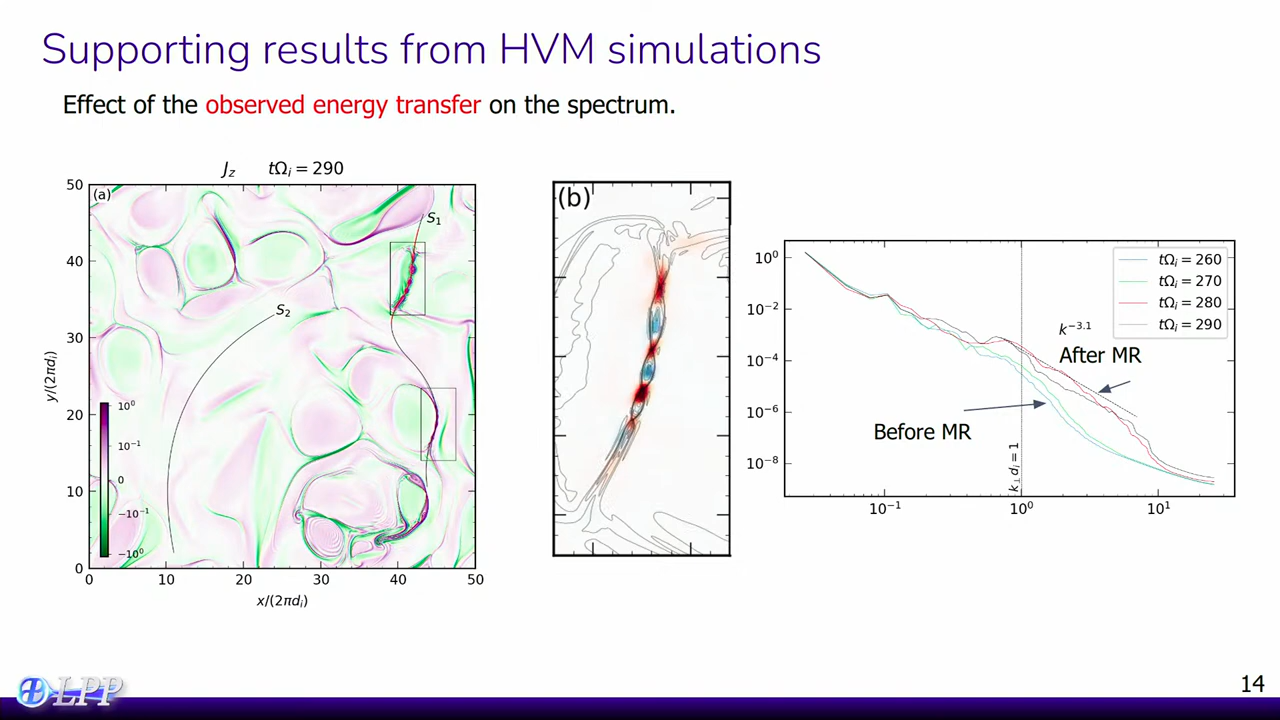 Supporting results from HVM simulations
Effect of the observed energy transfer on the spectrum.
J_z tΩ_i = 290
(a)
50
40
30
20
10
0
y/(2πd_i)
S_1
S_2
10^0
10^-1
0
−10^-1
−10^0
0 10 20 30 40 50
x/(2πd_i)
(b)
10^0
10^-2
10^-4
10^-6
10^-8
tΩ_i = 260
tΩ_i = 270
tΩ_i = 280
tΩ_i = 290
k^−3.1
After MR
Before MR
k_⊥ d_i = 1
10^−1 10^0 10^1
LPP
14